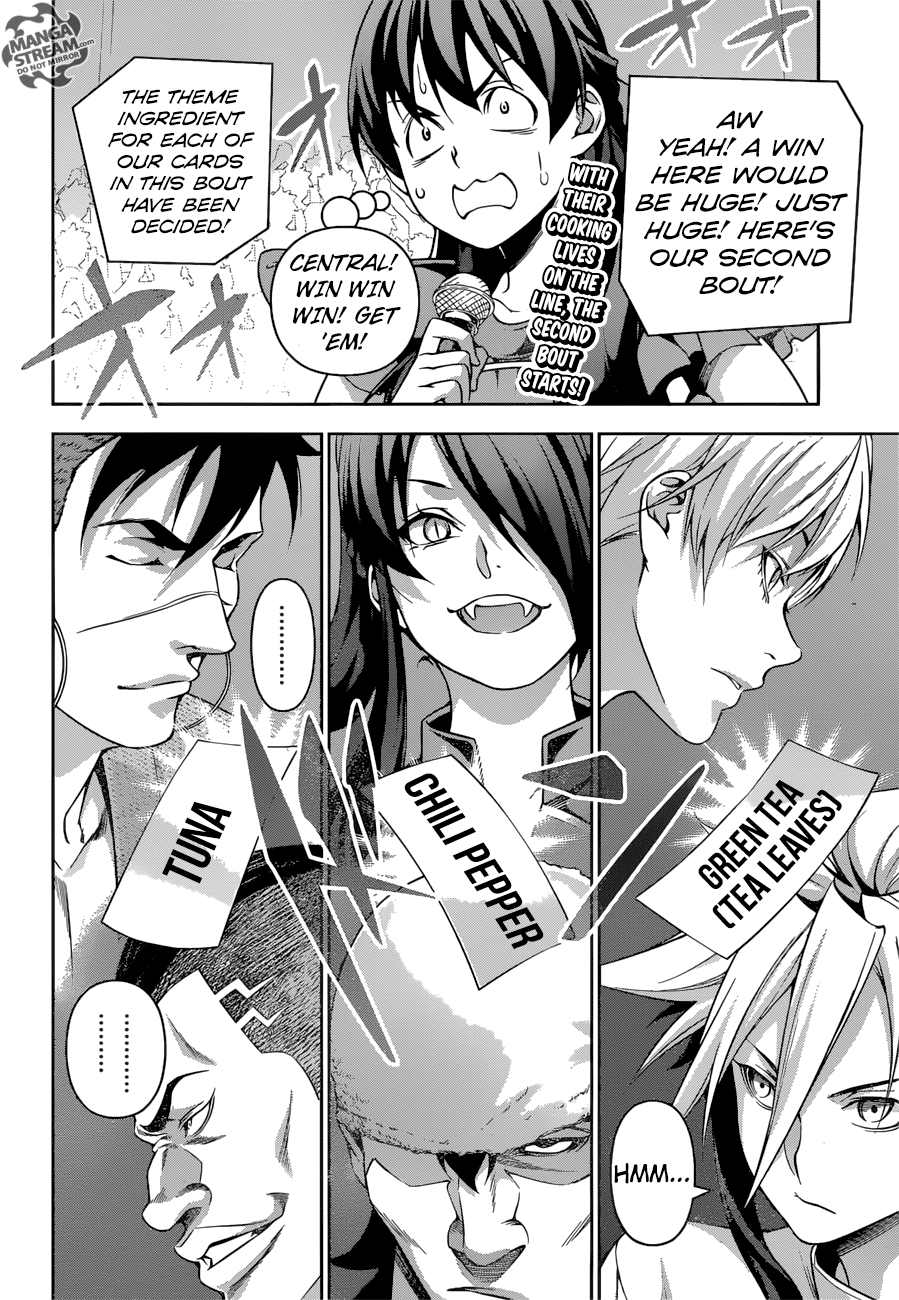 MANGA
STREAM.com
DO NOT MIRROR!
AW
YEAH! A WIN
HERE WOULD
BE HUGE! JUST
HUGE! HERE'S
OUR SECOND
BOUT!
WITH
THEIR
COOKING
LIVES
ON THE
LINE, THE
SECOND
BOUT
STARTS!
THE THEME
INGREDIENT
FOR EACH OF
OUR CARDS
IN THIS BOUT
HAVE BEEN
DECIDED!
CENTRAL!
WIN WIN
WIN! GET
'EM!
GREEN TEA
(TEA LEAVES)
CHILI PEPPER
TUNA
.........
HMM...
.........